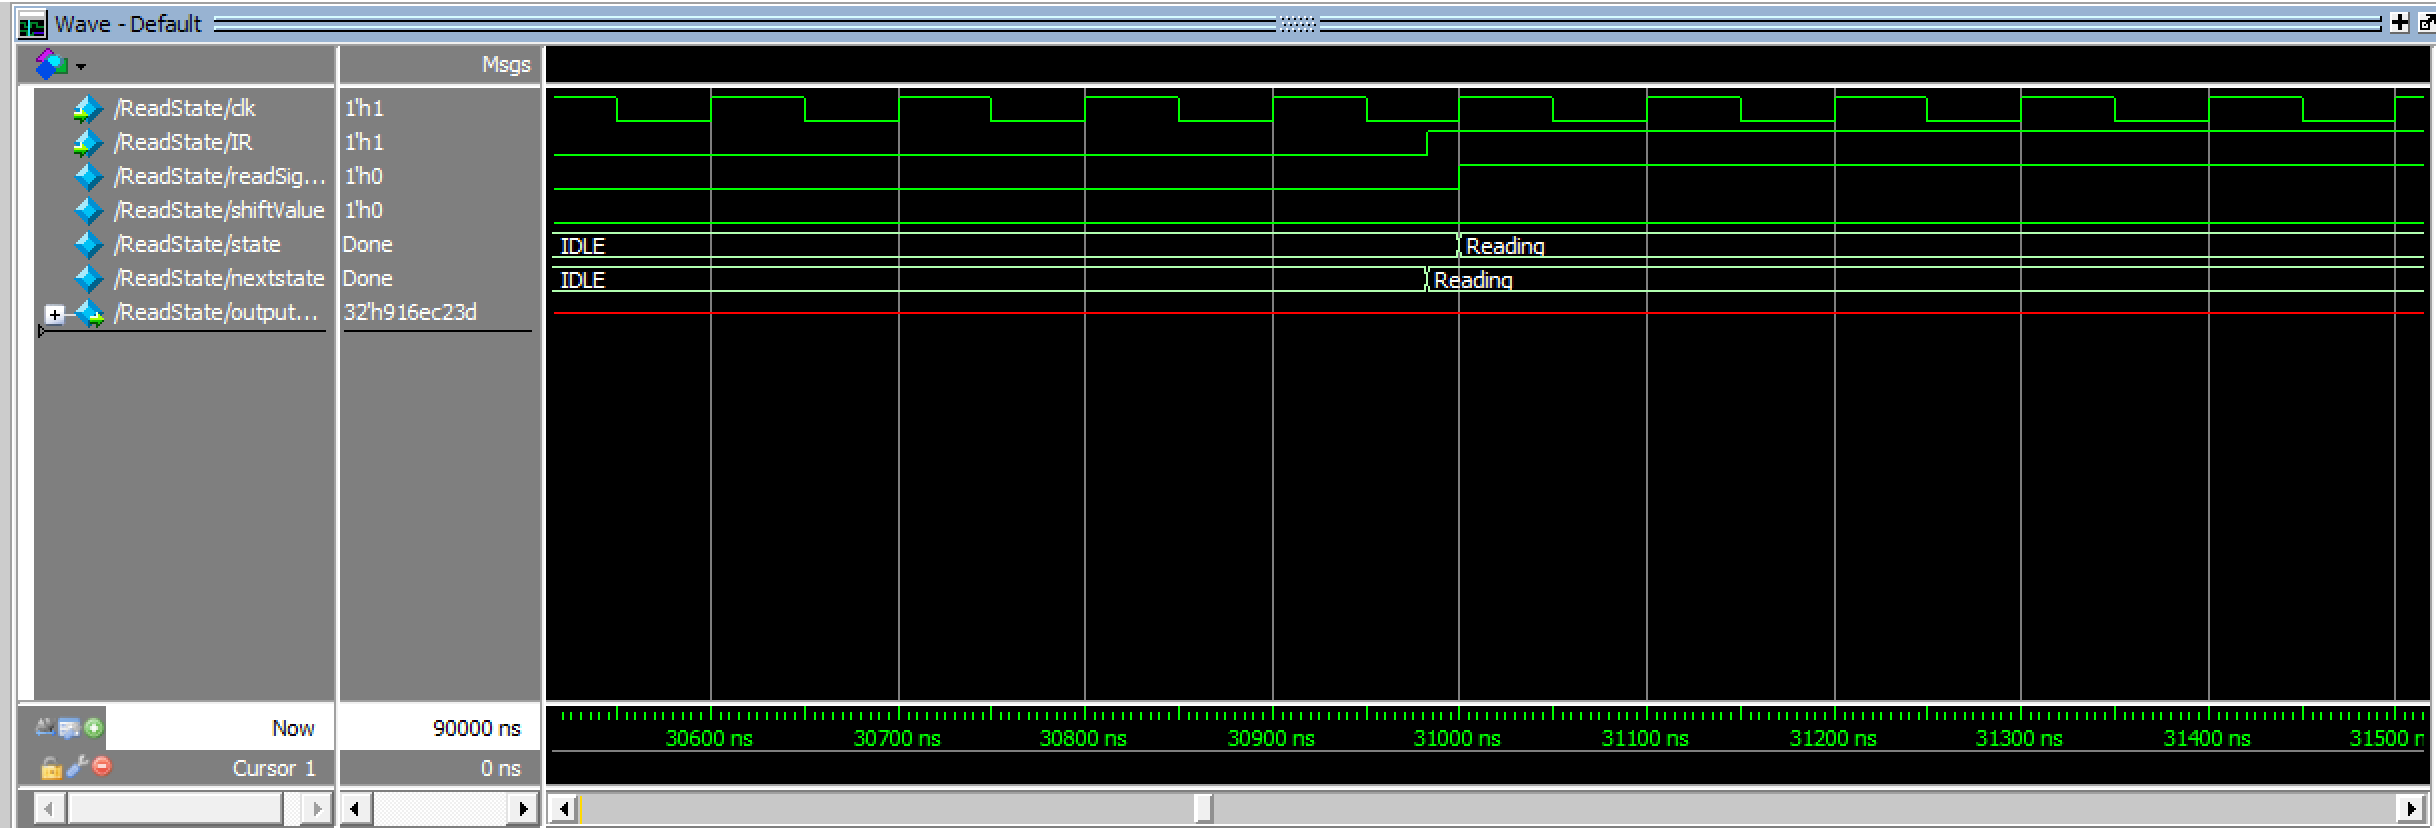 Wave - Default
Msgs
/ReadState/clk 1'h1
/ReadState/IR 1'h1
/ReadState/readSig... 1'h0
/ReadState/shiftValue 1'h0
/ReadState/state Done IDLE Reading
/ReadState/nextstate Done IDLE Reading
/ReadState/output... 32'h916ec23d
Now 90000 ns 30600 ns 30700 ns 30800 ns 30900 ns 31000 ns 31100 ns 31200 ns 31300 ns 31400 ns 31500 n
Cursor 1 0 ns